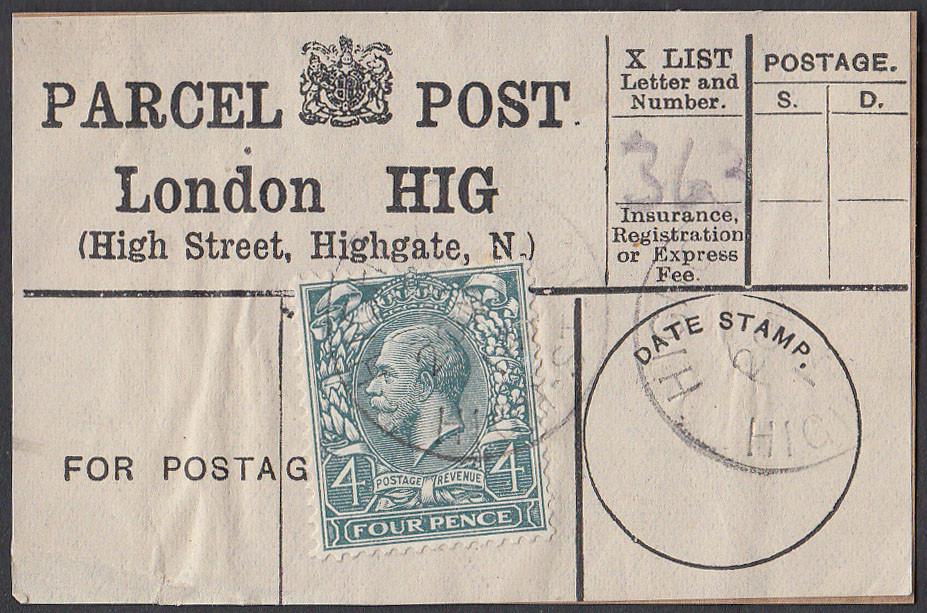 PARCEL POST.
London HIG
(High Street, Highgate, N.)
X LIST
Letter and
Number.
Insurance,
Registration
or Express
Fee.
POSTAGE.
S. D.
FOR POSTAG
4 POSTAGE REVENUE 4
FOUR PENCE
DATE STAMP.
HIG